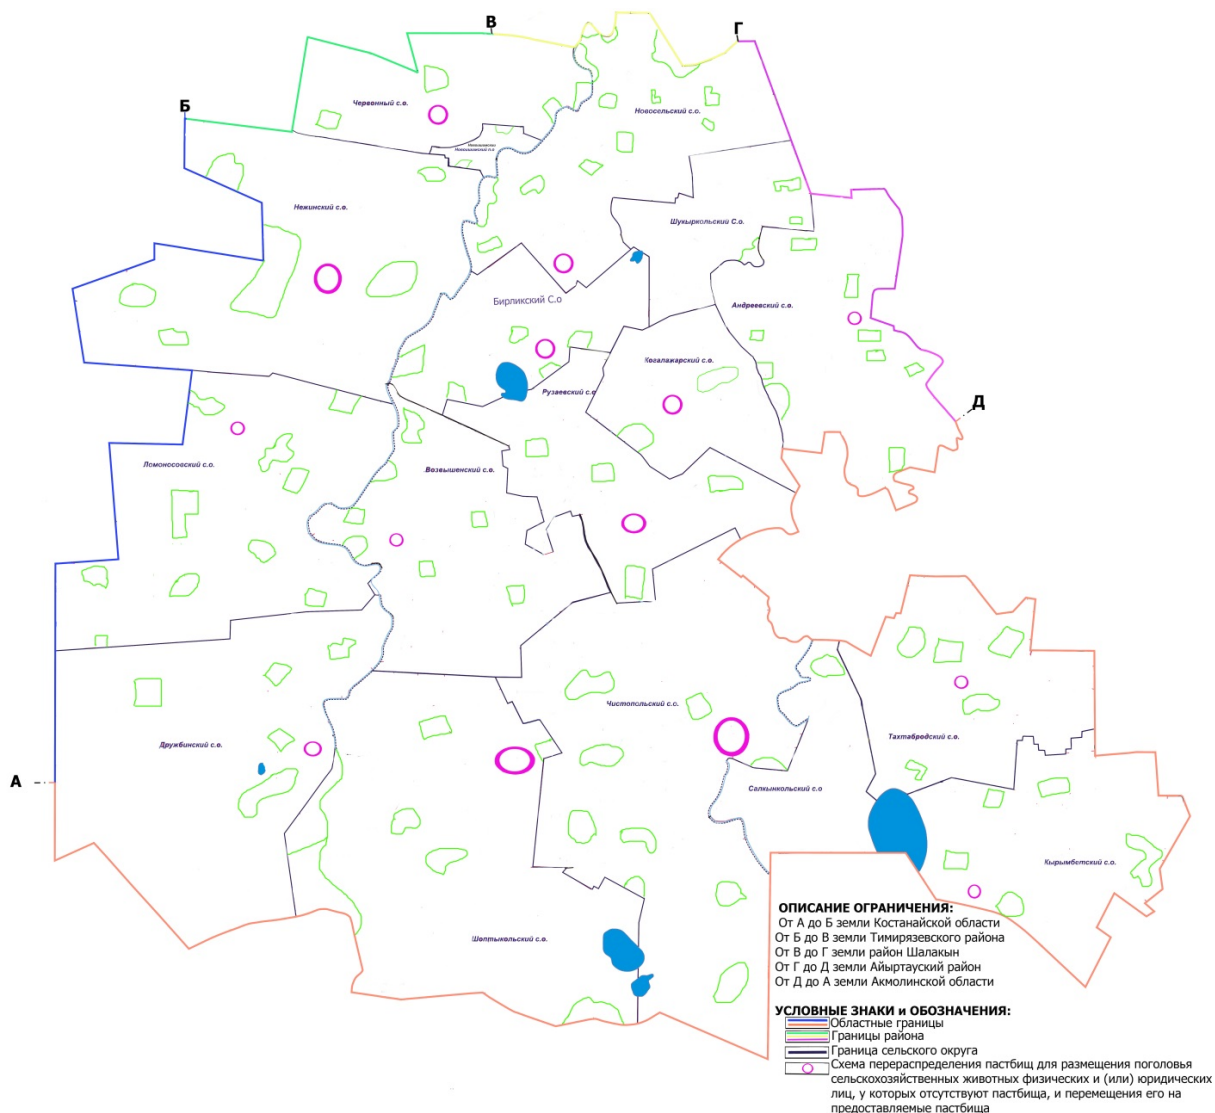 В
Г
Б
Червонный с.о.
Новосельский с.о.
Новоишимский п.о
Нежинский с.о.
Шукыркольский С.о.
Бирликский С.о
Андреевский с.о.
Когалажарский с.о.
Рузаевский с.о
Д
Ломоносовский с.о.
Возвышенский с.о.
Чистопольский с.о.
Дружбинский с.о.
Тахтабродский с.о.
А
Салкынкольский с.о
Кырымбетский с.о.
Шоптыкольский с.о.
ОПИСАНИЕ ОГРАНИЧЕНИЯ:
От А до Б земли Костанайской области
От Б до В земли Тимирязевского района
От В до Г земли район Шалакын
От Г до Д земли Айыртауский район
От Д до А земли Акмолинской области
УСЛОВНЫЕ ЗНАКИ и ОБОЗНАЧЕНИЯ:
Областные границы
Границы района
Граница сельского округа
Схема перераспределения пастбищ для размещения поголовья
сельскохозяйственных животных физических и (или) юридических
лиц, у которых отсутствуют пастбища, и перемещения его на
предоставляемые пастбища